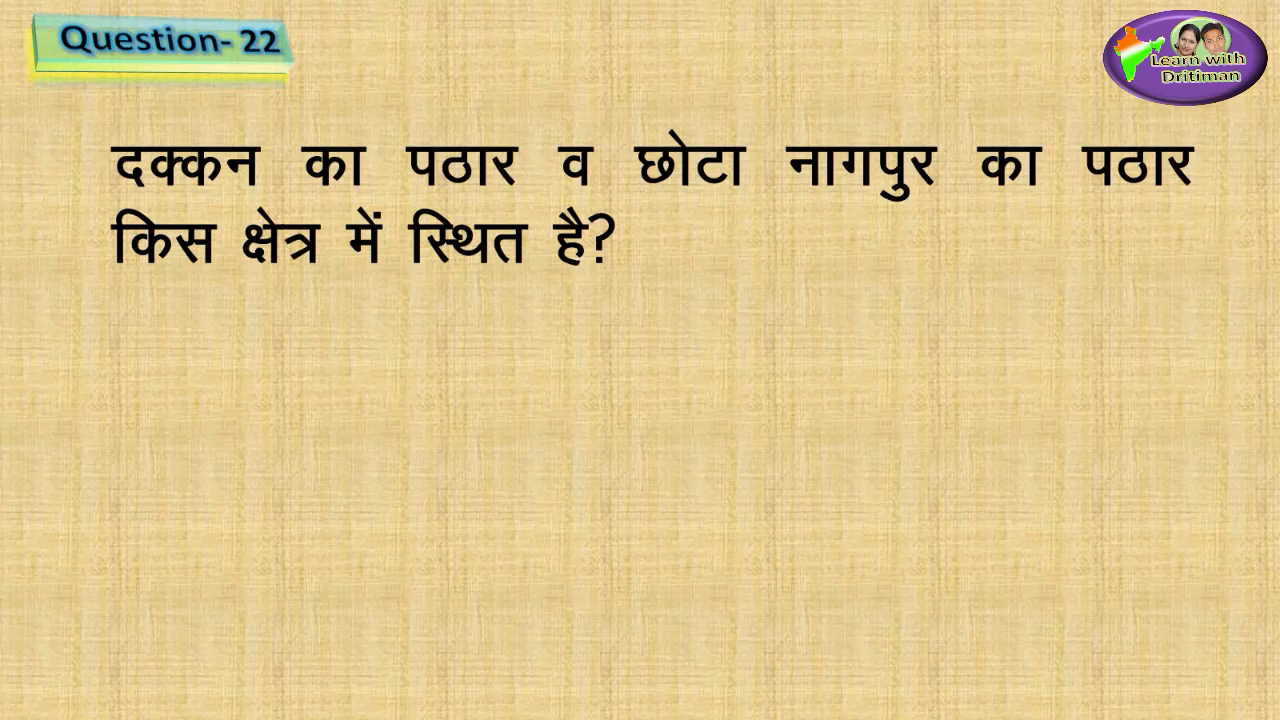 Question- 22
Learn with
Dritiman
दक्कन का पठार व छोटा नागपुर का पठार
किस क्षेत्र में स्थित है?